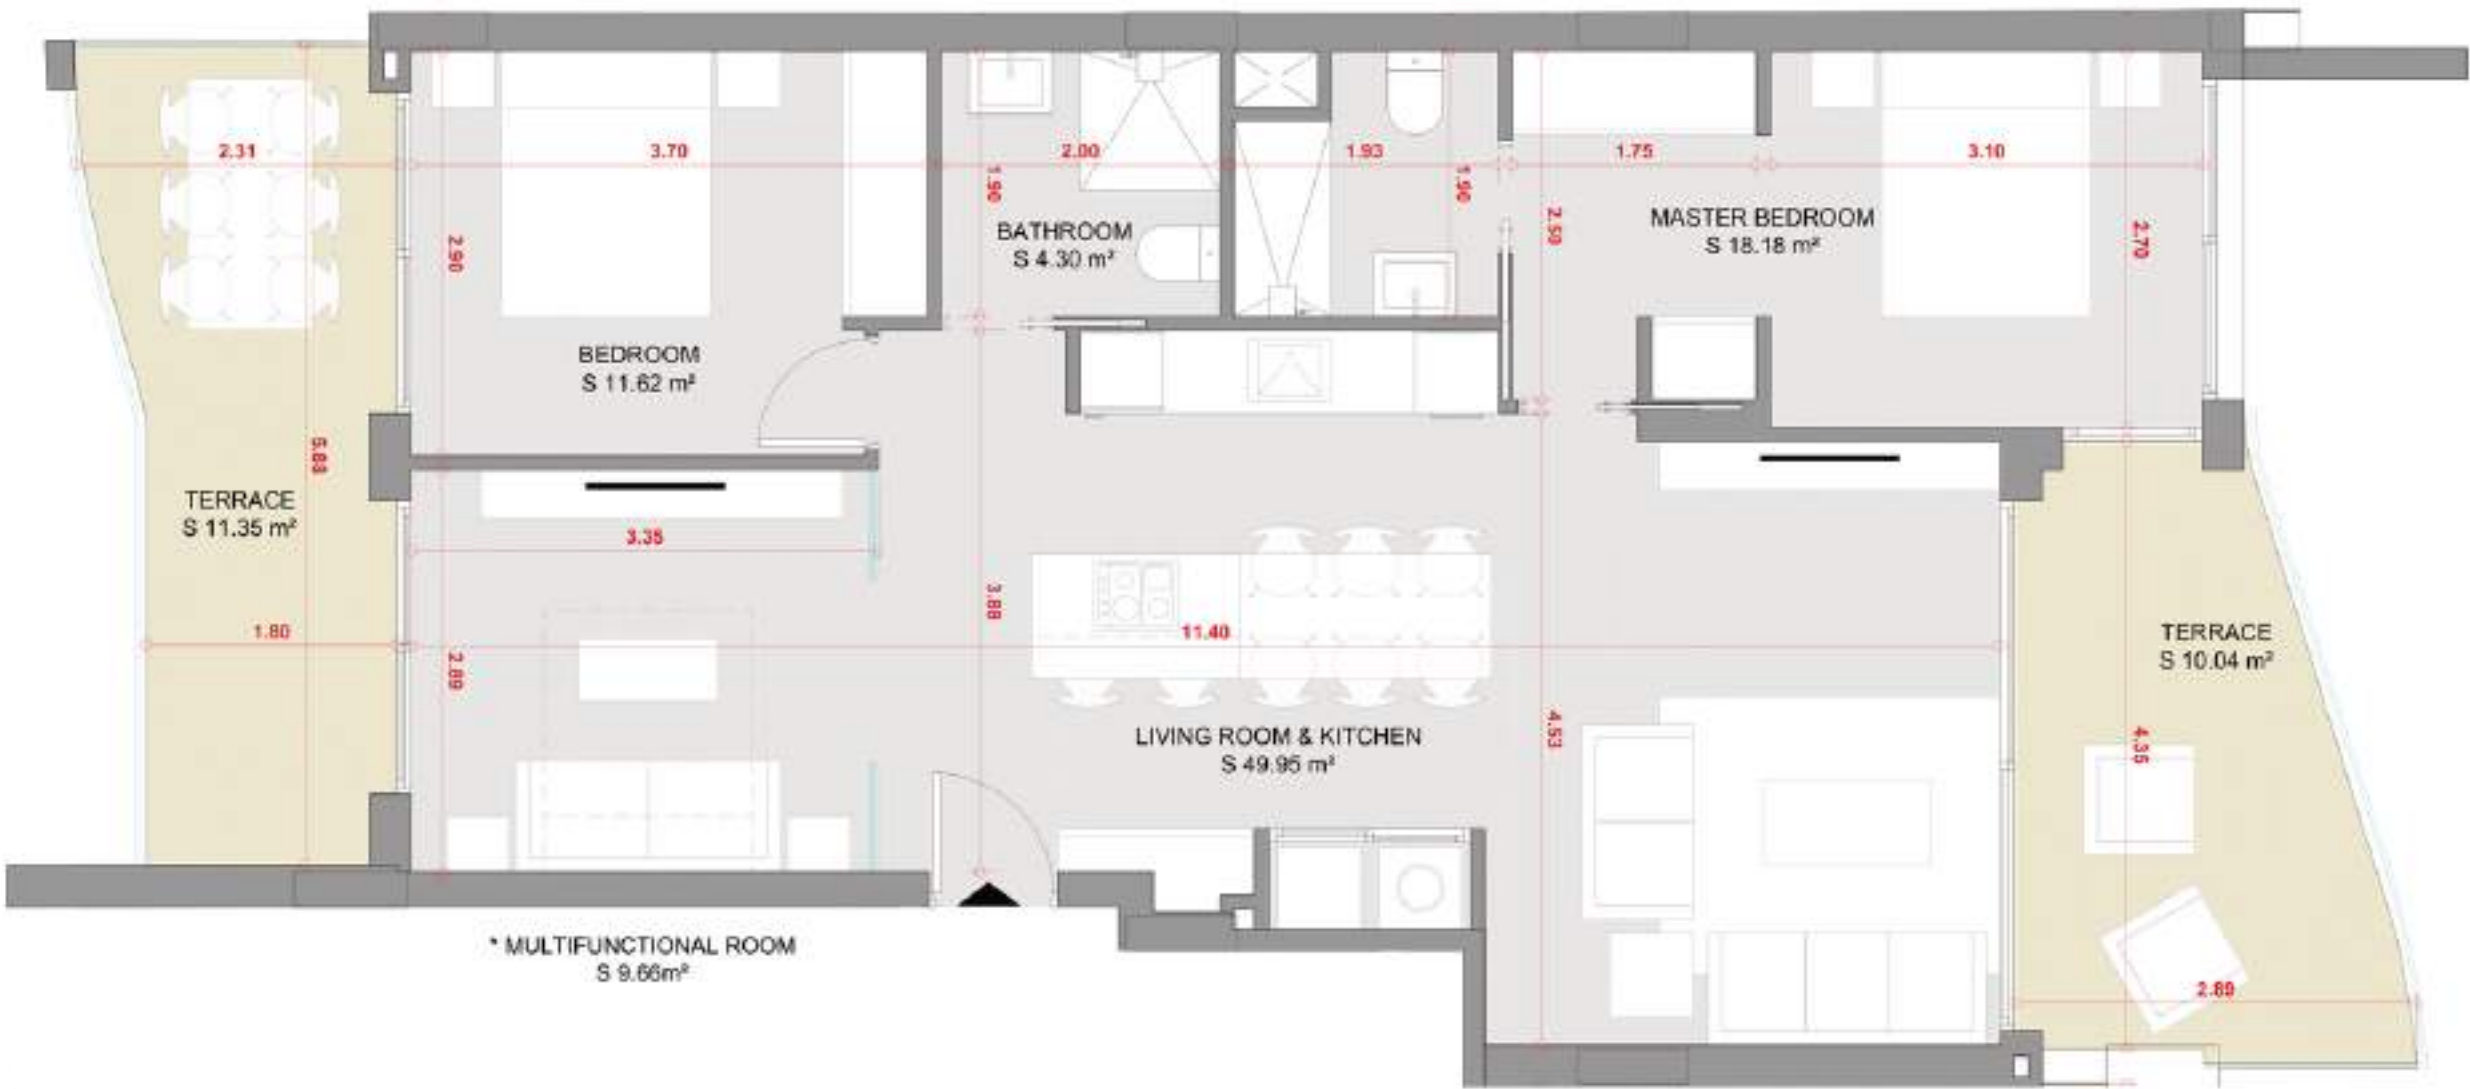 2.31
3.70
2.00
1.93
1.75
3.10
1.90
1.90
2.50
2.70
2.90
BATHROOM
S 4.30 m²
MASTER BEDROOM
S 18.18 m²
BEDROOM
S 11.62 m²
5.88
TERRACE
S 11.35 m²
3.35
3.88
1.80
2.89
11.40
TERRACE
S 10.04 m²
4.53
4.35
LIVING ROOM & KITCHEN
S 49.95 m²
* MULTIFUNCTIONAL ROOM
S 9.66m²
2.89